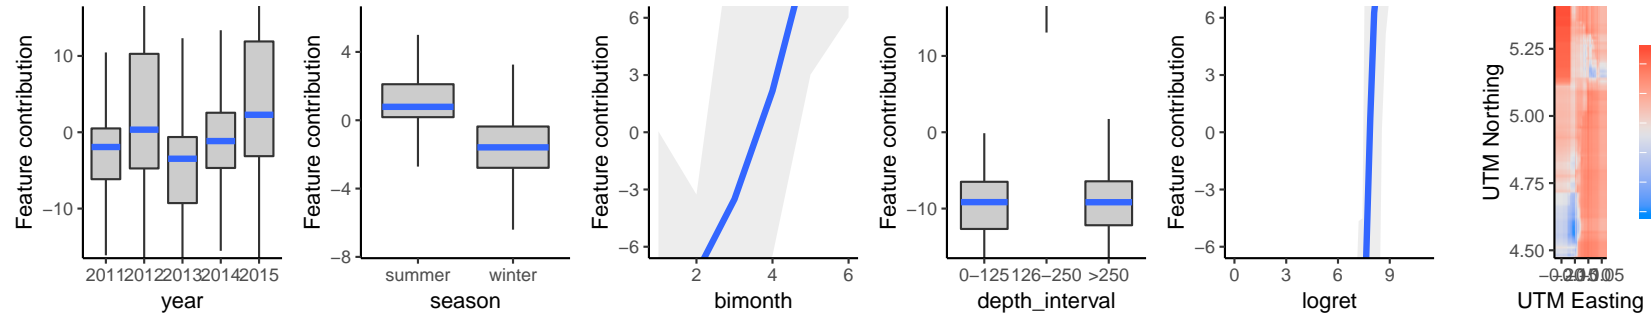 Feature contribution
10
0
−10
2011 2012 2013 2014 2015
year
Feature contribution
4
0
−4
−8
summer winter
season
Feature contribution
6
3
0
−3
−6
2 4 6
bimonth
Feature contribution
10
0
−10
0−125 126−250 >250
depth_interval
Feature contribution
6
3
0
−3
−6
0 3 6 9
logret
UTM Northing
5.25
5.00
4.75
4.50
UTM Easting